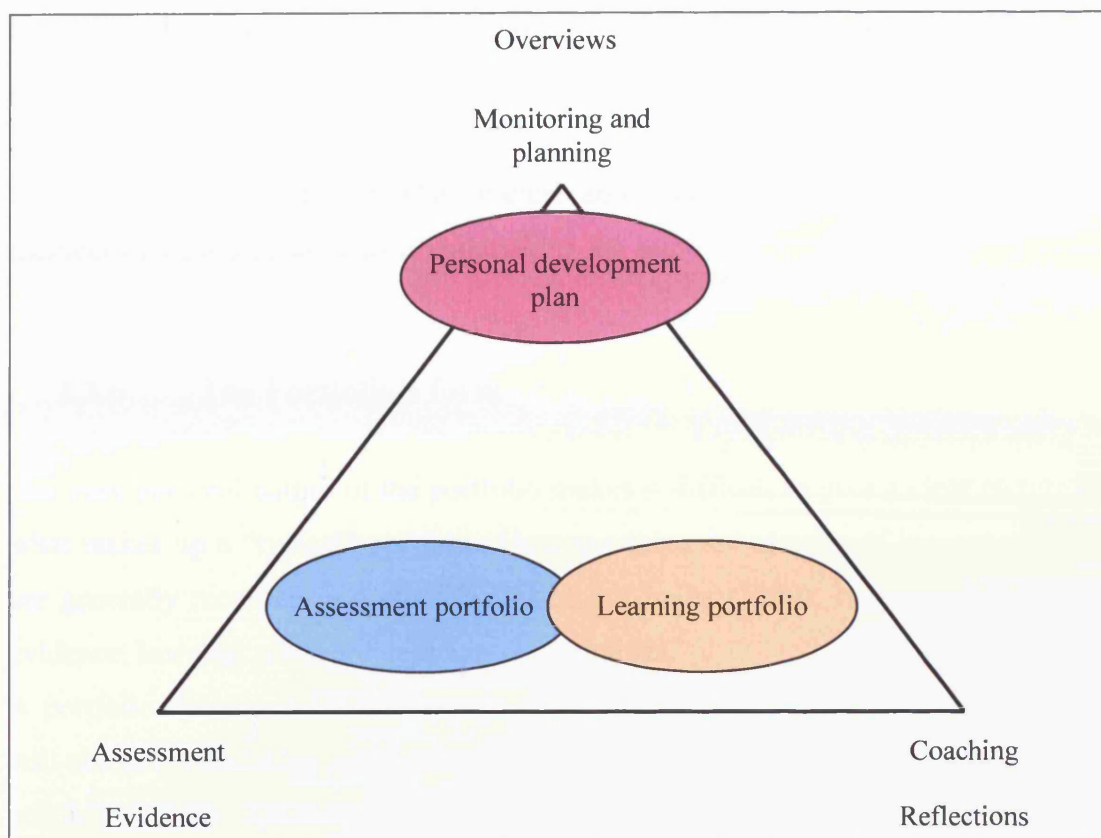 Overviews
Monitoring and
planning
Personal development
plan
Assessment portfolio Learning portfolio
Assessment Coaching
Evidence Reflections